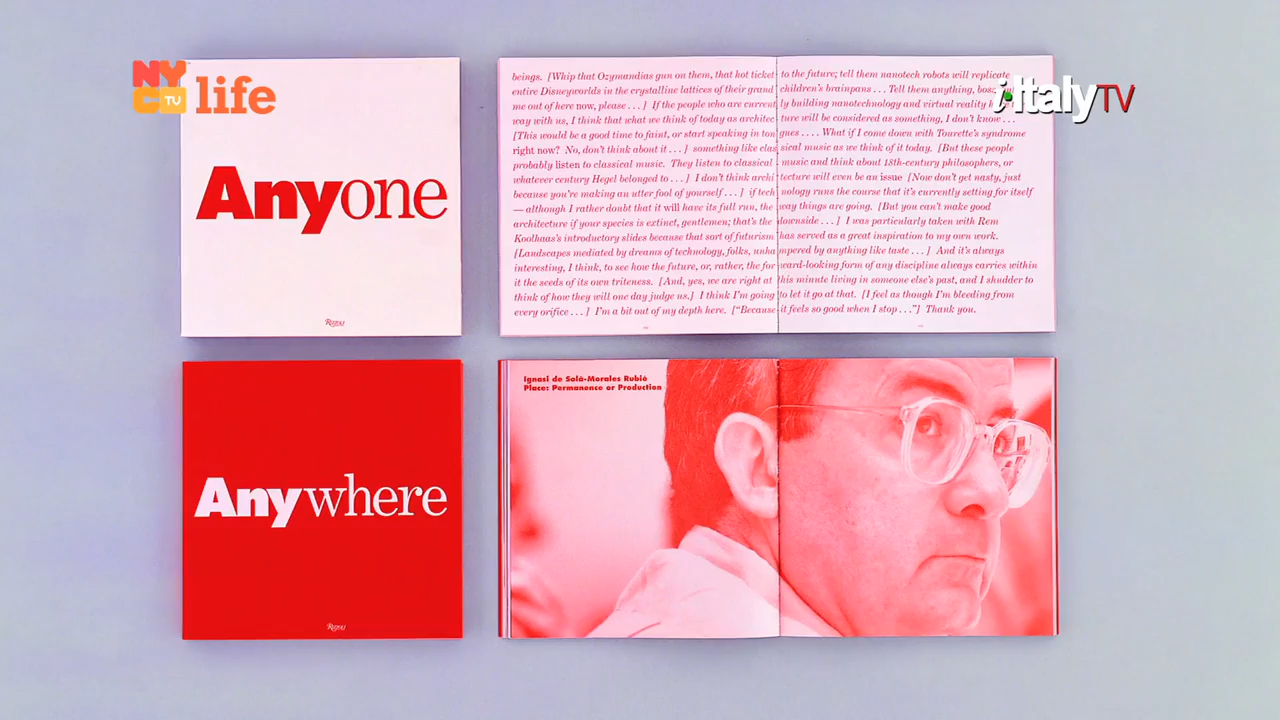 NYC
TV
life
i-ItalyTV
Anyone
Rizzoli
beings. [Whip that Ozymandias gun on them, that hot ticket to the future; tell them nanotech robots will replicate
entire Disneyworlds in the crystalline lattices of their grand children's brainpans . . . Tell them anything, boss,
me out of here now, please . . . ] If the people who are current ly building nanotechnology and virtual reality
way with us, I think that what we think of today as architec ture will be considered as something, I don't know . . .
[This would be a good time to faint, or start speaking in ton gues . . . . What if I come down with Tourette's syndrome
right now? No, don't think about it . . . ] something like clas sical music as we think of it today. [But these people
probably listen to classical music. They listen to classical music and think about 18th-century philosophers, or
whatever century Hegel belonged to . . . ] I don't think archi tecture will even be an issue [Now don't get nasty, just
because you're making an utter fool of yourself . . . ] if tech nology runs the course that it's currently setting for itself
— although I rather doubt that it will have its full run, the way things are going. [But you can't make good
architecture if your species is extinct, gentlemen; that's the downside . . . ] I was particularly taken with Rem
Koolhaas's introductory slides because that sort of futurism has served as a great inspiration to my own work.
[Landscapes mediated by dreams of technology, folks, unha mpered by anything like taste . . . ] And it's always
interesting, I think, to see how the future, or, rather, the for ward-looking form of any discipline always carries within
it the seeds of its own triteness. [And, yes, we are right at this minute living in someone else's past, and I shudder to
think of how they will one day judge us.] I think I'm going to let it go at that. [I feel as though I'm bleeding from
every orifice . . . ] I'm a bit out of my depth here. ["Because it feels so good when I stop . . ."] Thank you.
Anywhere
Rizzoli
Ignasi de Solà-Morales Rubió
Place: Permanence or Production